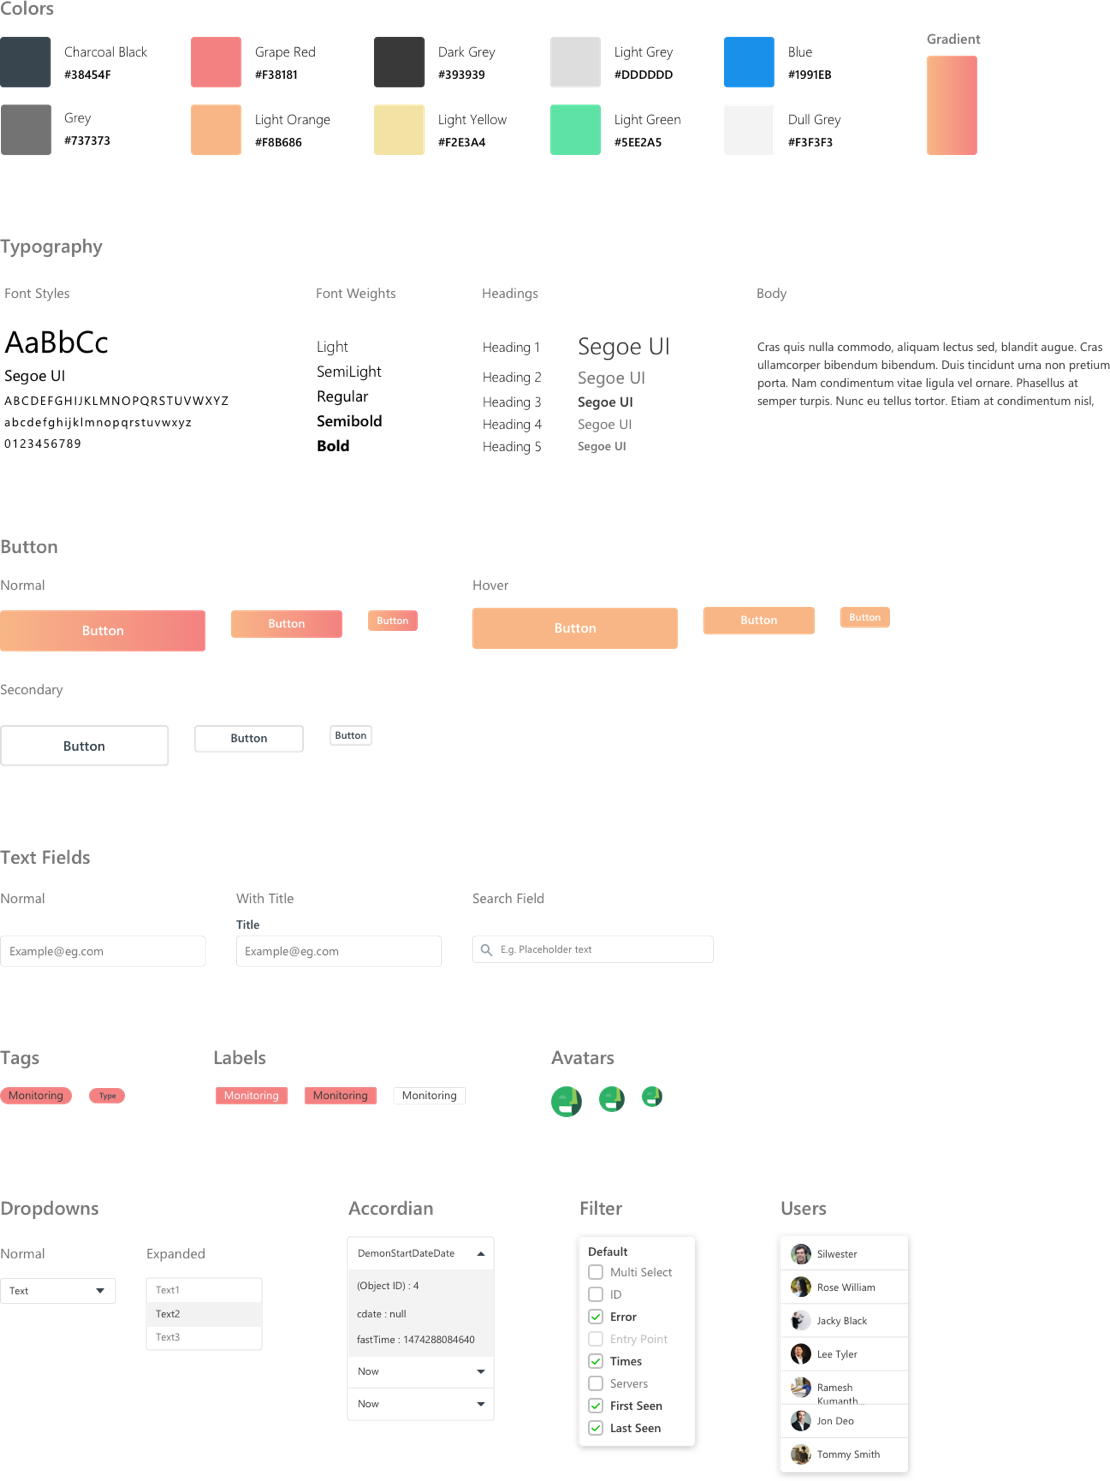 Colors
Charcoal Black
#38454F
Grape Red
#F38181
Dark Grey
#393939
Light Grey
#DDDDDD
Blue
#1991EB
Gradient
Grey
#737373
Light Orange
#F8B686
Light Yellow
#F2E3A4
Light Green
#5EE2A5
Dull Grey
#F3F3F3
Typography
Font Styles
AaBbCc
Segoe UI
ABCDEFGHIJKLMNOPQRSTUVWXYZ
abcdefghijklmnopqrstuvwxyz
0123456789
Font Weights
Light
SemiLight
Regular
Semibold
Bold
Headings
Heading 1 Segoe UI
Heading 2 Segoe UI
Heading 3 Segoe UI
Heading 4 Segoe UI
Heading 5 Segoe UI
Body
Cras quis nulla commodo, aliquam lectus sed, blandit augue. Cras
ullamcorper bibendum bibendum. Duis tincidunt urna non pretium
porta. Nam condimentum vitae ligula vel ornare. Phasellus at
semper turpis. Nunc eu tellus tortor. Etiam at condimentum nisl,
Button
Normal
Button Button Button
Hover
Button Button Button
Secondary
Button Button Button
Text Fields
Normal
Example@eg.com
With Title
Title
Example@eg.com
Search Field
E.g. Placeholder text
Tags
Monitoring Type
Labels
Monitoring Monitoring Monitoring
Avatars
Dropdowns
Normal
Text
Expanded
Text1
Text2
Text3
Accordian
DemonStartDateDate
(Object ID) : 4
cdate : null
fastTime : 1474288084640
Now
Now
Filter
Default
Multi Select
ID
Error
Entry Point
Times
Servers
First Seen
Last Seen
Users
Silwester
Rose William
Jacky Black
Lee Tyler
Ramesh
Kumanth...
Jon Deo
Tommy Smith